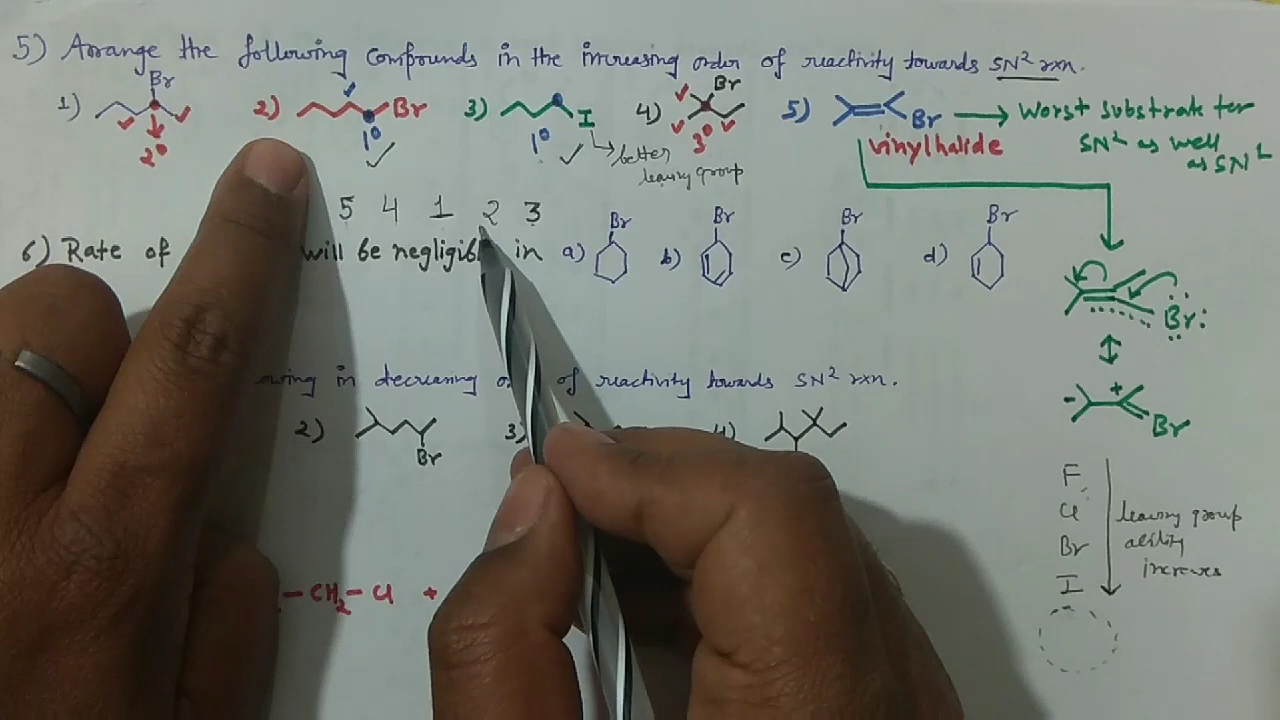 5) Arrange the following compounds in the increasing order of reactivity towards SN² rxn.
1) Br 2° 2) Br 1° 3) I 1° 4) Br 3° 5) Br → Worst substrate for
better leaving group
vinylhalide
SN² as well as SN¹
5 4 1 2 3
6) Rate of will be negligib in a) Br b) Br c) Br d) Br
Br:
+
- Br
owing in decreasing o of reactivity towards SN² rxn.
2) Br 3) 4)
-CH₂-Cl +
F
Cl
Br
I
leaving group
ability
increases